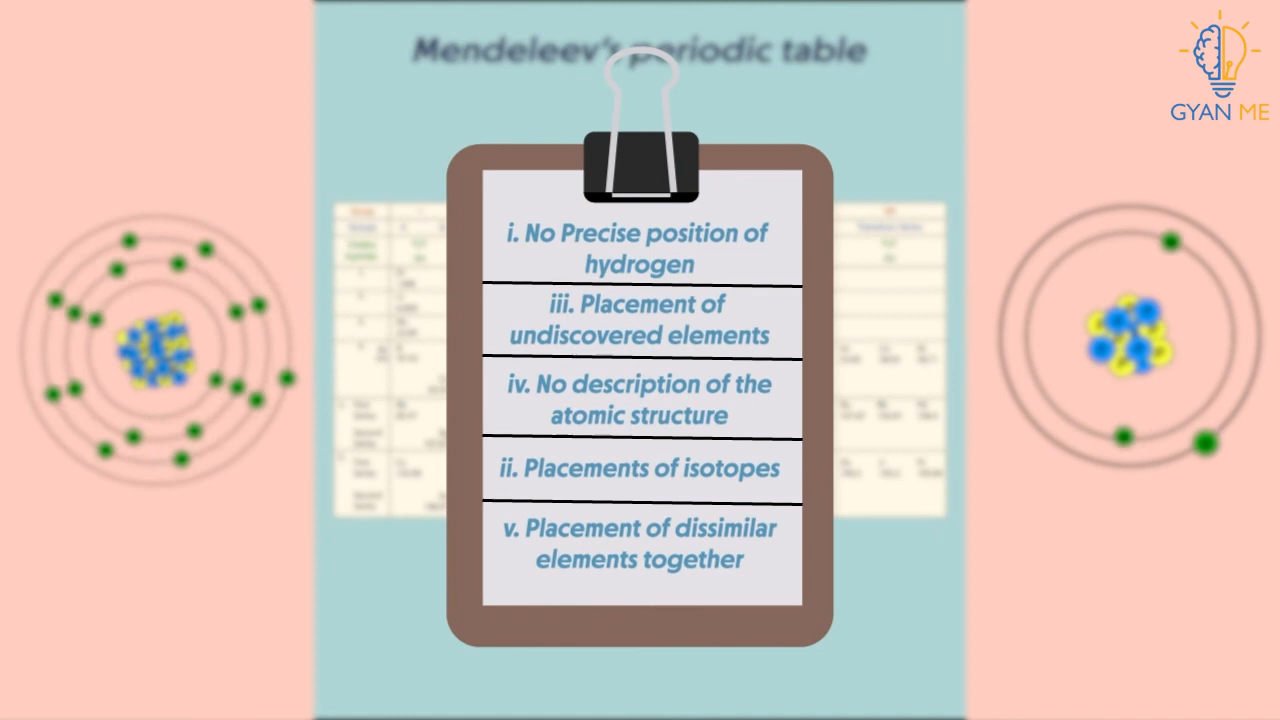 Mendeleev's periodic table
GYAN ME
i. No Precise position of
hydrogen
iii. Placement of
undiscovered elements
iv. No description of the
atomic structure
ii. Placements of isotopes
v. Placement of dissimilar
elements together